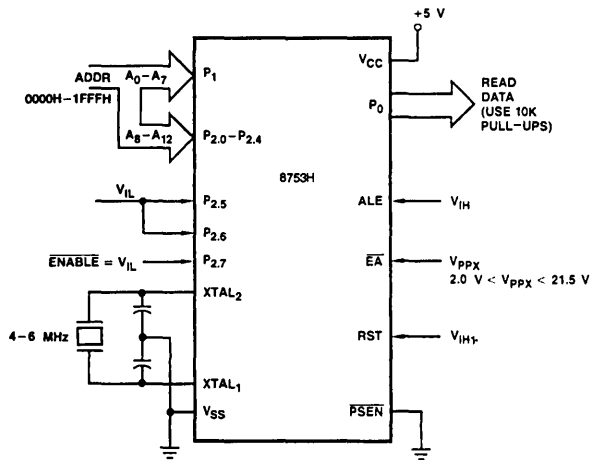 +5 V
VCC
ADDR
0000H-1FFFH
A0-A7
A8-A12
P1
P2.0-P2.4
P0
READ
DATA
(USE 10K
PULL-UPS)
8753H
VIL
P2.5
P2.6
ENABLE = VIL
P2.7
ALE
VIH
EA
VPPX
2.0 V < VPPX < 21.5 V
XTAL2
4-6 MHz
RST
VIH1
XTAL1
VSS
PSEN